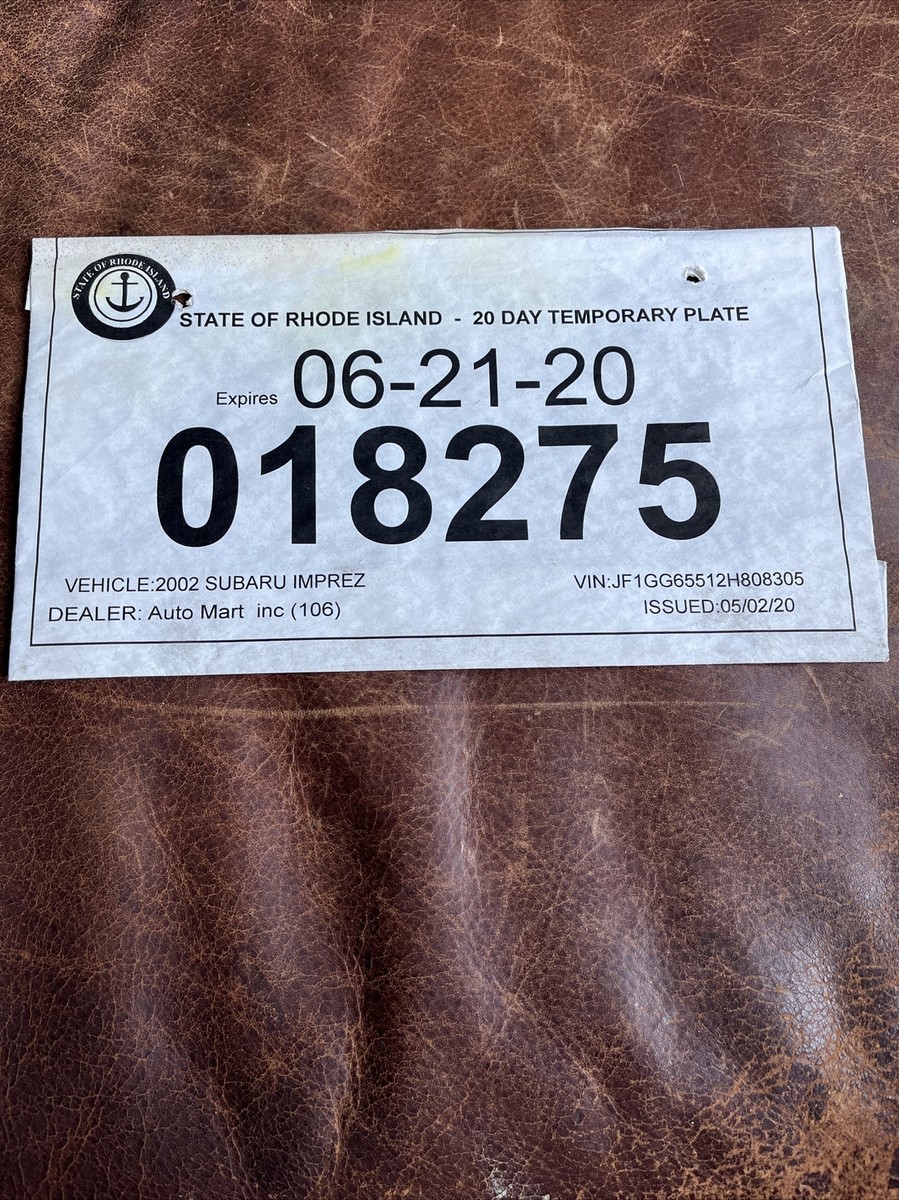 STATE OF RHODE ISLAND
STATE OF RHODE ISLAND - 20 DAY TEMPORARY PLATE
Expires 06-21-20
018275
VEHICLE:2002 SUBARU IMPREZ VIN:JF1GG65512H808305
DEALER: Auto Mart inc (106) ISSUED:05/02/20